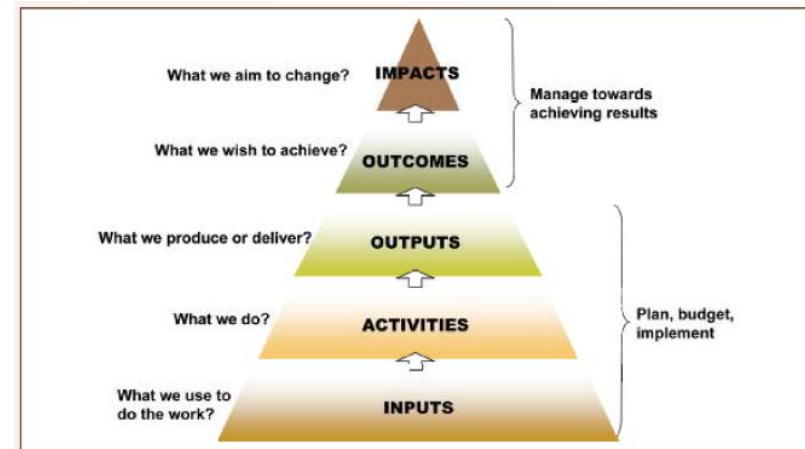 What we aim to change?
IMPACTS
Manage towards
achieving results
What we wish to achieve?
OUTCOMES
What we produce or deliver?
OUTPUTS
What we do?
ACTIVITIES
Plan, budget,
implement
What we use to
do the work?
INPUTS